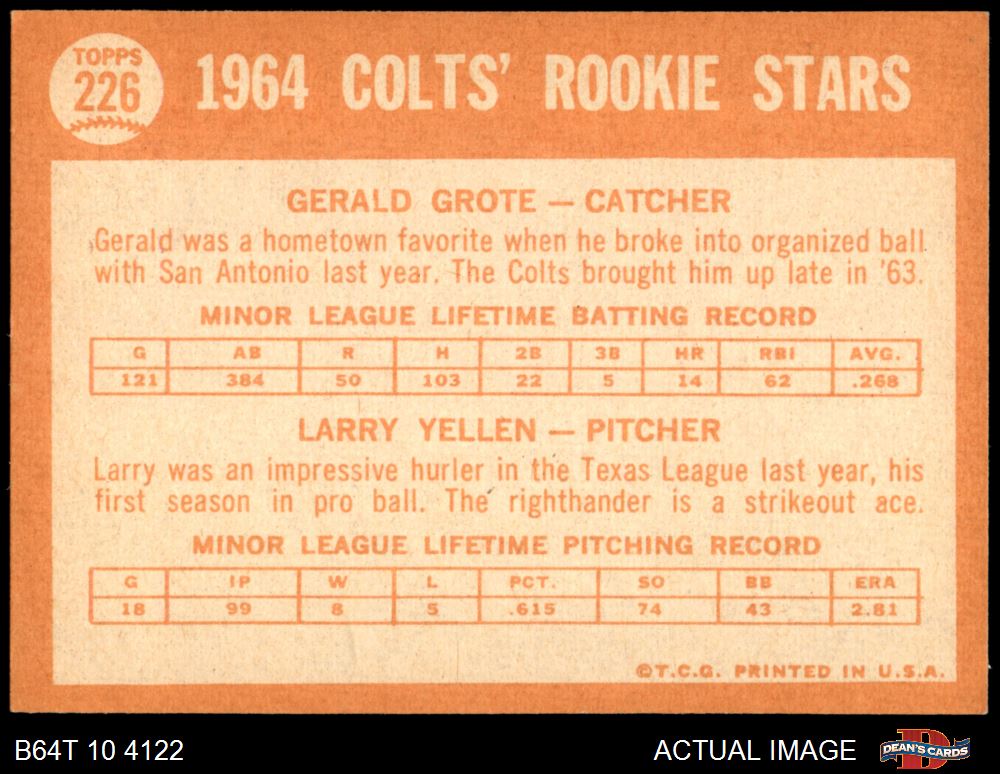 TOPPS
226
1964 COLTS' ROOKIE STARS
GERALD GROTE — CATCHER
Gerald was a hometown favorite when he broke into organized ball
with San Antonio last year. The Colts brought him up late in '63.
MINOR LEAGUE LIFETIME BATTING RECORD
G AB R H 2B 3B HR RBI AVG.
121 384 50 103 22 5 14 62 .268
LARRY YELLEN — PITCHER
Larry was an impressive hurler in the Texas League last year, his
first season in pro ball. The righthander is a strikeout ace.
MINOR LEAGUE LIFETIME PITCHING RECORD
G IP W L PCT. SO BB ERA
18 99 8 5 .615 74 43 2.81
©T.C.G. PRINTED IN U.S.A.
B64T 10 4122
ACTUAL IMAGE
D
DEAN'S CARDS